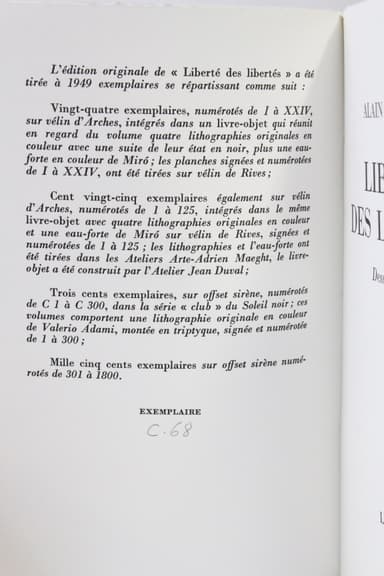 L'édition originale de « Liberté des libertés » a été
tirée à 1949 exemplaires se répartissant comme suit :
Vingt-quatre exemplaires, numérotés de I à XXIV,
sur vélin d'Arches, intégrés dans un livre-objet qui réunit
en regard du volume quatre lithographies originales en
couleur avec une suite de leur état en noir, plus une eau-
forte en couleur de Miró ; les planches signées et numérotées
de I à XXIV, ont été tirées sur vélin de Rives ;
Cent vingt-cinq exemplaires également sur vélin
d'Arches, numérotés de 1 à 125, intégrés dans le même
livre-objet avec quatre lithographies originales en couleur
et une eau-forte de Miró sur vélin de Rives, signées et
numérotées de 1 à 125 ; les lithographies et l'eau-forte ont
été tirées dans les Ateliers Arte-Adrien Maeght, le livre-
objet a été construit par l'Atelier Jean Duval ;
Trois cents exemplaires, sur offset sirène, numérotés
de C 1 à C 300, dans la série « club » du Soleil noir ; ces
volumes comportent une lithographie originale en couleur
de Valerio Adami, montée en triptyque, signée et numérotée
de 1 à 300 ;
Mille cinq cents exemplaires sur offset sirène numé-
rotés de 301 à 1800.
EXEMPLAIRE
C.68
ALAIN
LI
DES L